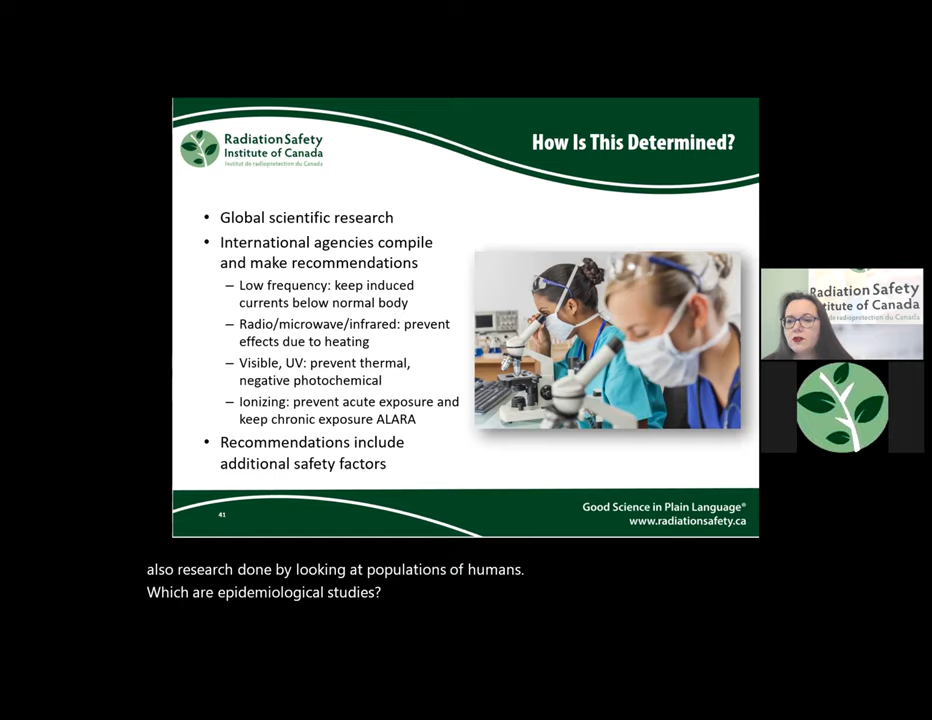 RadiationSafety
Institute of Canada
Institut de radioprotection du Canada
How Is This Determined?
• Global scientific research
• International agencies compile
and make recommendations
– Low frequency: keep induced
currents below normal body
– Radio/microwave/infrared: prevent
effects due to heating
– Visible, UV: prevent thermal,
negative photochemical
– Ionizing: prevent acute exposure and
keep chronic exposure ALARA
• Recommendations include
additional safety factors
41
Good Science in Plain Language®
www.radiationsafety.ca
Radiation Safety
titute of Canada
de radioprotection du Canada
also research done by looking at populations of humans.
Which are epidemiological studies?